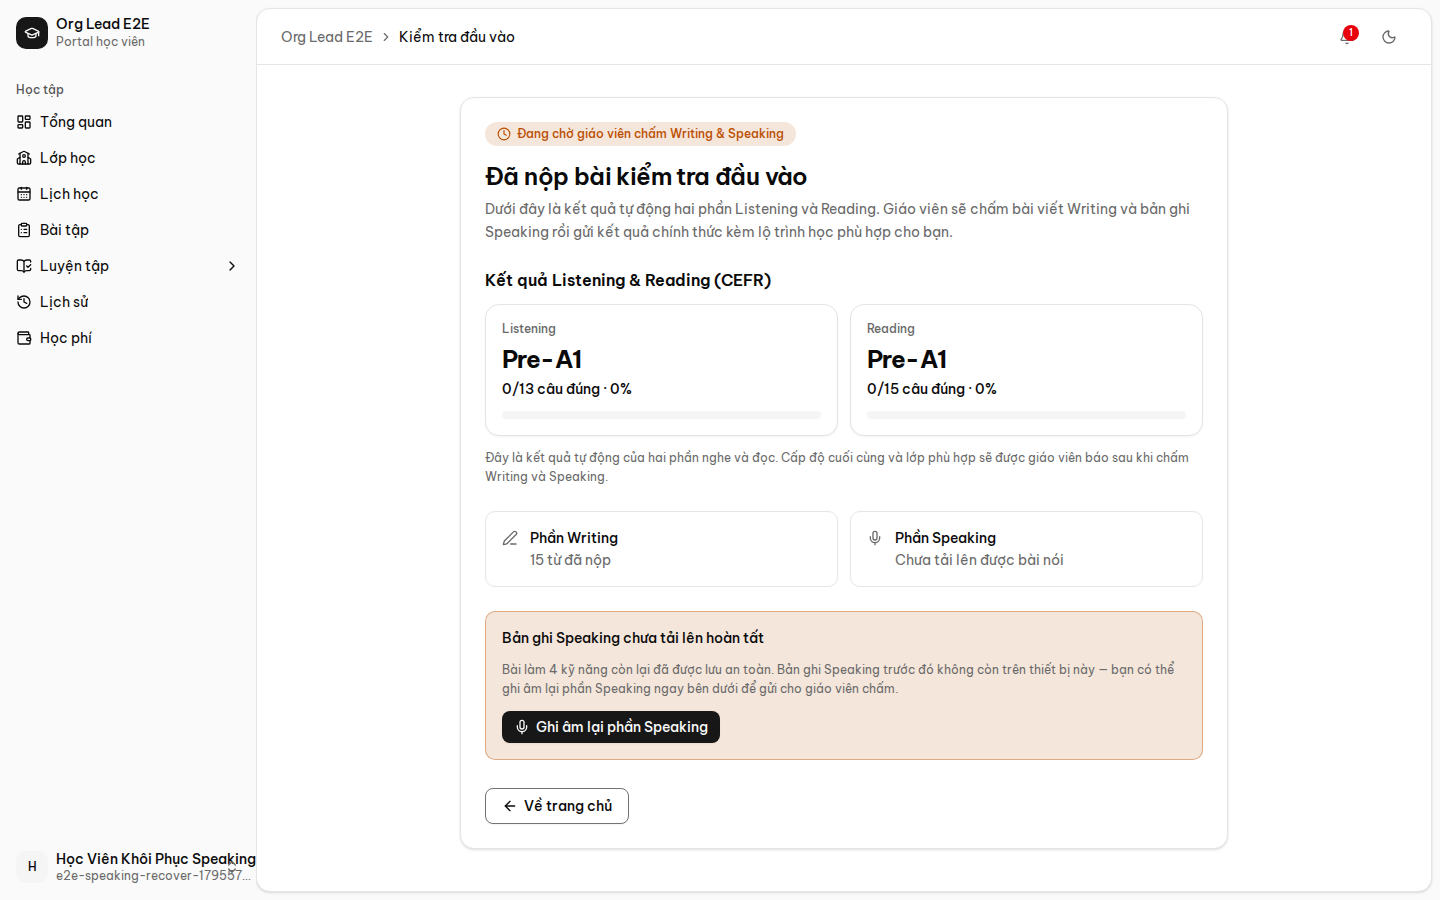 Org Lead E2E
Portal học viên
Học tập
Tổng quan
Lớp học
Lịch học
Bài tập
Luyện tập
Lịch sử
Học phí
H
Học Viên Khôi Phục Speaking
e2e-speaking-recover-179557...
Org Lead E2E > Kiểm tra đầu vào
1
Đang chờ giáo viên chấm Writing & Speaking
Đã nộp bài kiểm tra đầu vào
Dưới đây là kết quả tự động hai phần Listening và Reading. Giáo viên sẽ chấm bài viết Writing và bản ghi
Speaking rồi gửi kết quả chính thức kèm lộ trình học phù hợp cho bạn.
Kết quả Listening & Reading (CEFR)
Listening
Pre-A1
0/13 câu đúng · 0%
Reading
Pre-A1
0/15 câu đúng · 0%
Đây là kết quả tự động của hai phần nghe và đọc. Cấp độ cuối cùng và lớp phù hợp sẽ được giáo viên báo sau khi chấm
Writing và Speaking.
Phần Writing
15 từ đã nộp
Phần Speaking
Chưa tải lên được bài nói
Bản ghi Speaking chưa tải lên hoàn tất
Bài làm 4 kỹ năng còn lại đã được lưu an toàn. Bản ghi Speaking trước đó không còn trên thiết bị này — bạn có thể
ghi âm lại phần Speaking ngay bên dưới để gửi cho giáo viên chấm.
Ghi âm lại phần Speaking
Về trang chủ